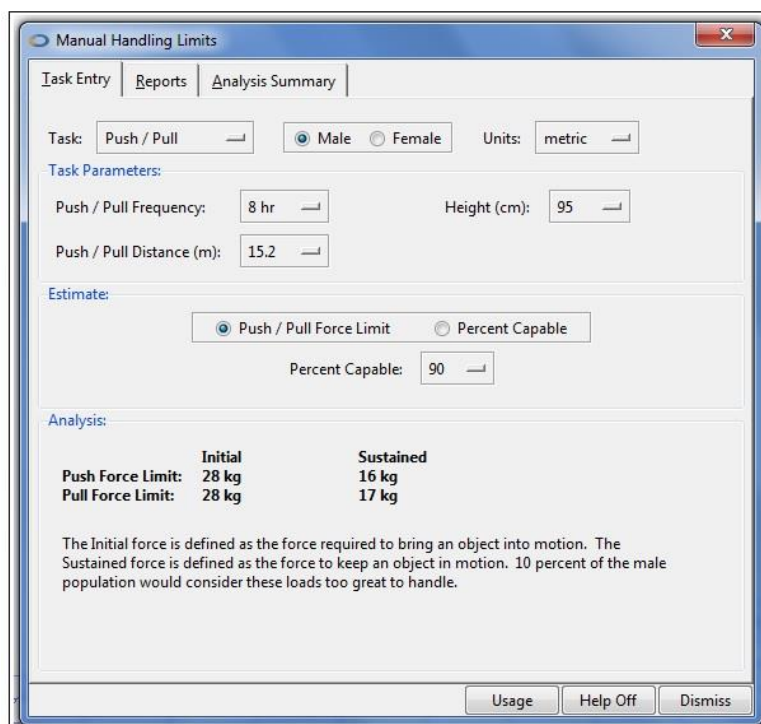 Manual Handling Limits
Task Entry Reports Analysis Summary
Task: Push / Pull Male Female Units: metric
Task Parameters:
Push / Pull Frequency: 8 hr Height (cm): 95
Push / Pull Distance (m): 15.2
Estimate:
Push / Pull Force Limit Percent Capable
Percent Capable: 90
Analysis:
Initial Sustained
Push Force Limit: 28 kg 16 kg
Pull Force Limit: 28 kg 17 kg
The Initial force is defined as the force required to bring an object into motion. The
Sustained force is defined as the force to keep an object in motion. 10 percent of the male
population would consider these loads too great to handle.
Usage Help Off Dismiss